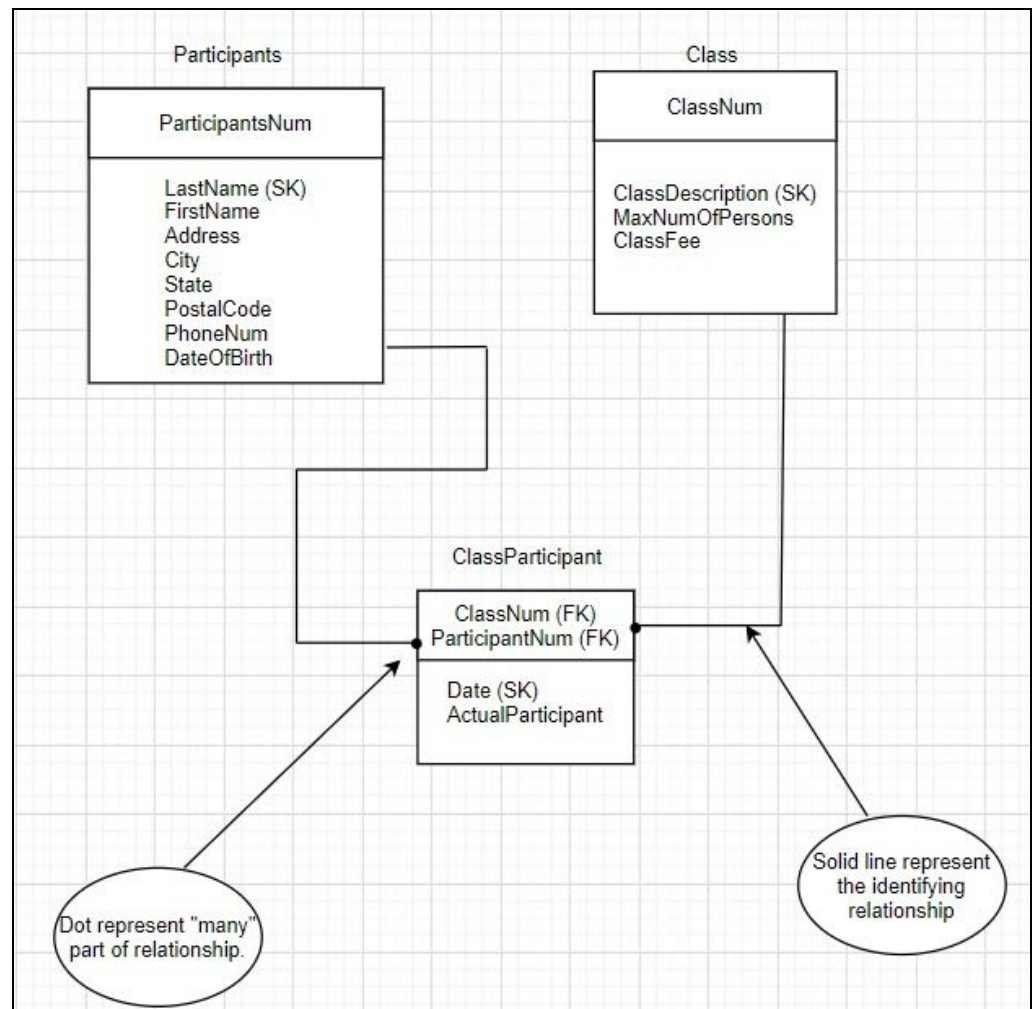 Participants
ParticipantsNum
LastName (SK)
FirstName
Address
City
State
PostalCode
PhoneNum
DateOfBirth
Class
ClassNum
ClassDescription (SK)
MaxNumOfPersons
ClassFee
ClassParticipant
ClassNum (FK)
ParticipantNum (FK)
Date (SK)
ActualParticipant
Dot represent "many"
part of relationship.
Solid line represent
the identifying
relationship